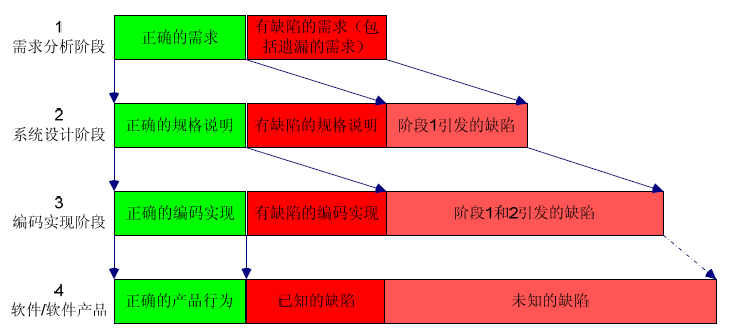 1
需求分析阶段
正确的需求
有缺陷的需求（包
括遗漏的需求）
2
系统设计阶段
正确的规格说明
有缺陷的规格说明
阶段1引发的缺陷
3
编码实现阶段
正确的编码实现
有缺陷的编码实现
阶段1和2引发的缺陷
4
软件/软件产品
正确的产品行为
已知的缺陷
未知的缺陷